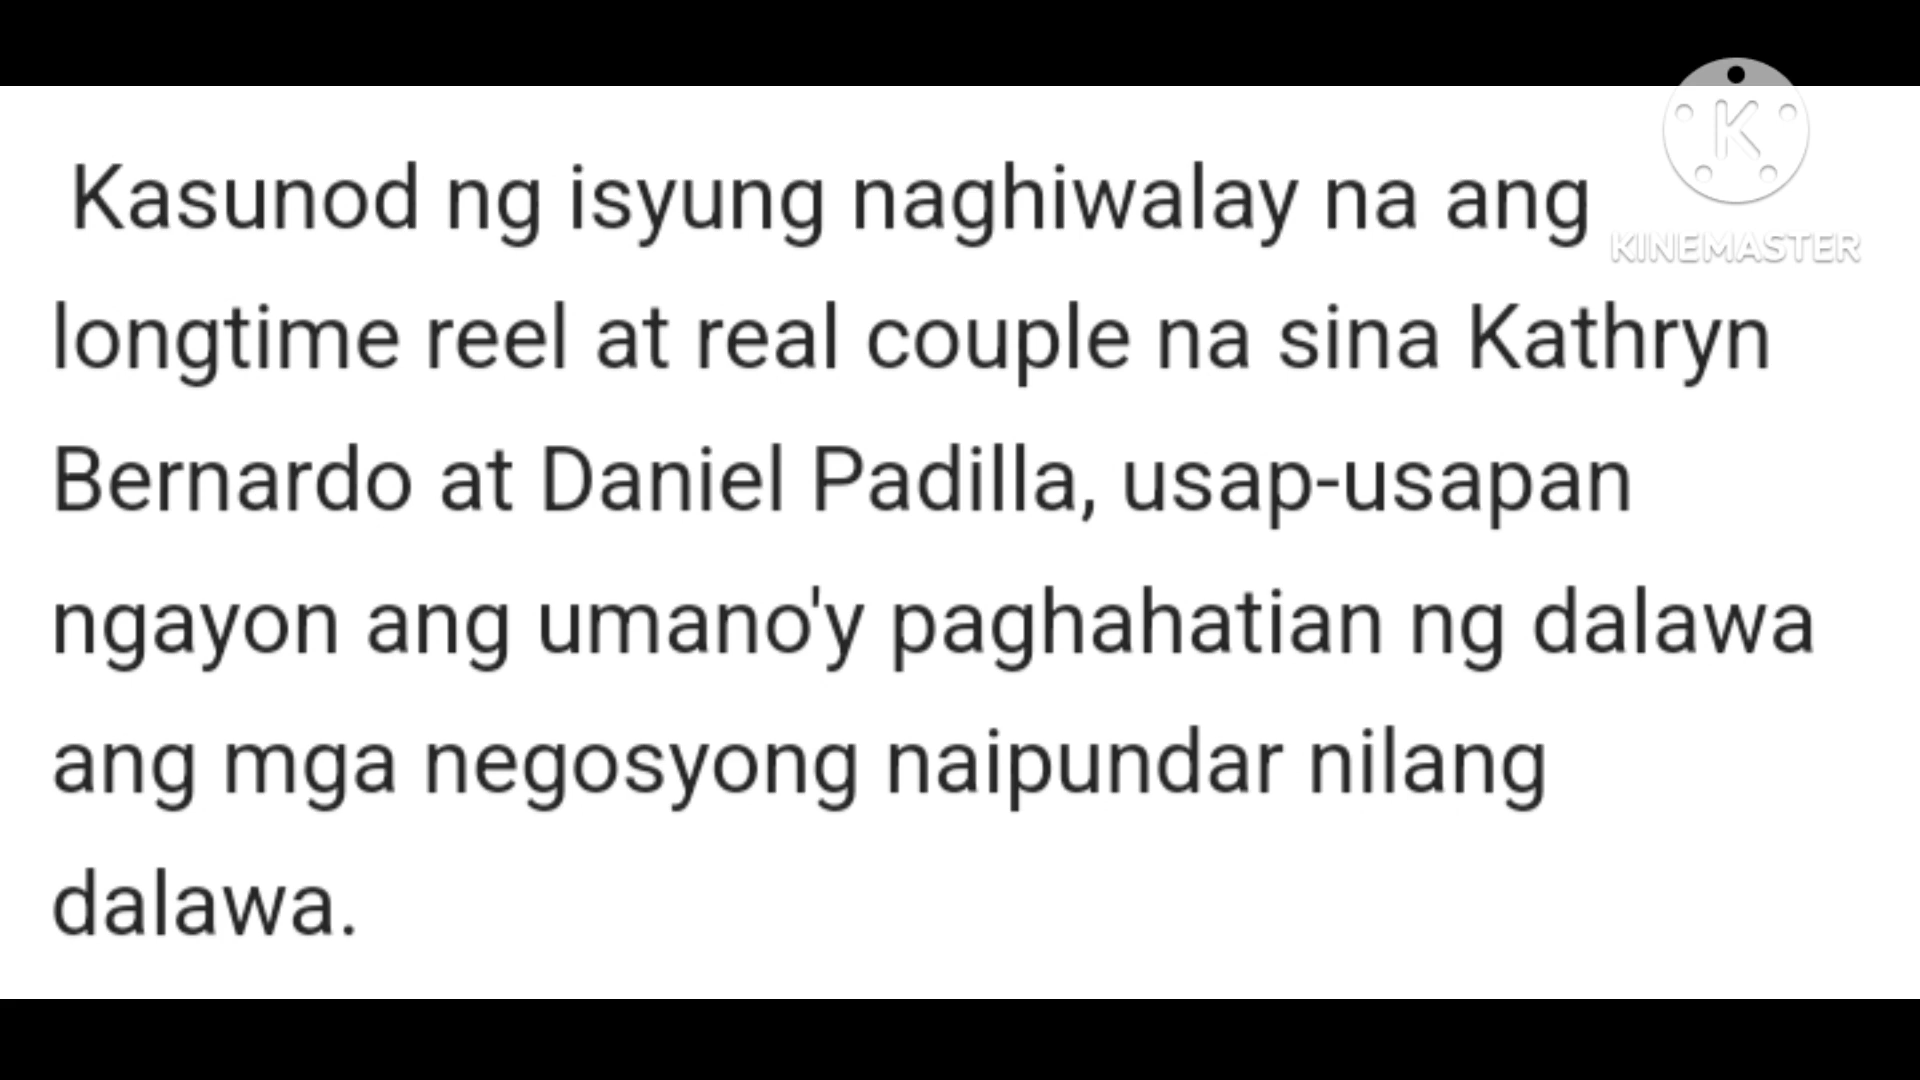 Kasunod ng isyung naghiwalay na ang
KINEMASTER
longtime reel at real couple na sina Kathryn
Bernardo at Daniel Padilla, usap-usapan
ngayon ang umano'y paghahatian ng dalawa
ang mga negosyong naipundar nilang
dalawa.